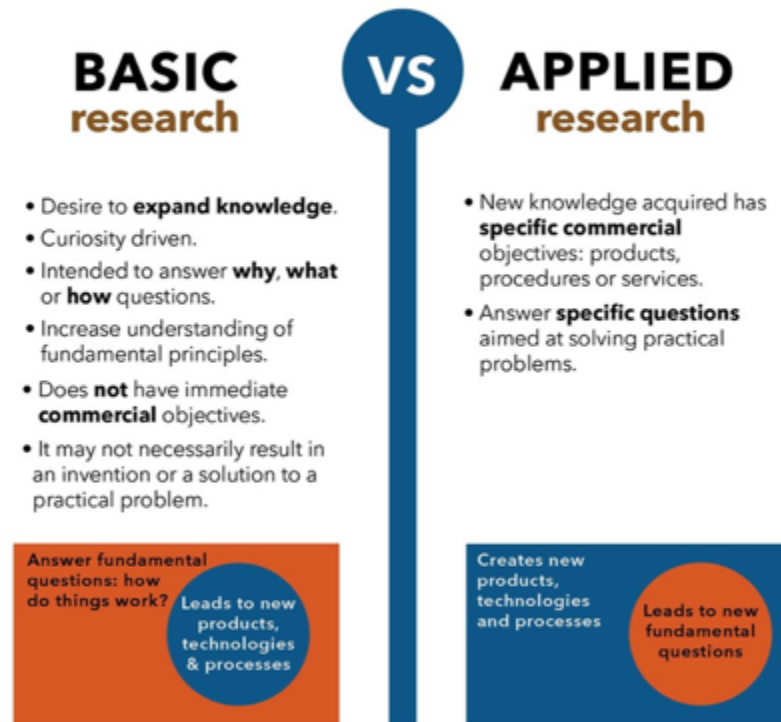 BASIC
research
VS
APPLIED
research
• Desire to expand knowledge.
• Curiosity driven.
• Intended to answer why, what
or how questions.
• Increase understanding of
fundamental principles.
• Does not have immediate
commercial objectives.
• It may not necessarily result in
an invention or a solution to a
practical problem.
• New knowledge acquired has
specific commercial
objectives: products,
procedures or services.
• Answer specific questions
aimed at solving practical
problems.
Answer fundamental
questions: how
do things work?
Leads to new
products,
technologies
& processes
Creates new
products,
technologies
and processes
Leads to new
fundamental
questions